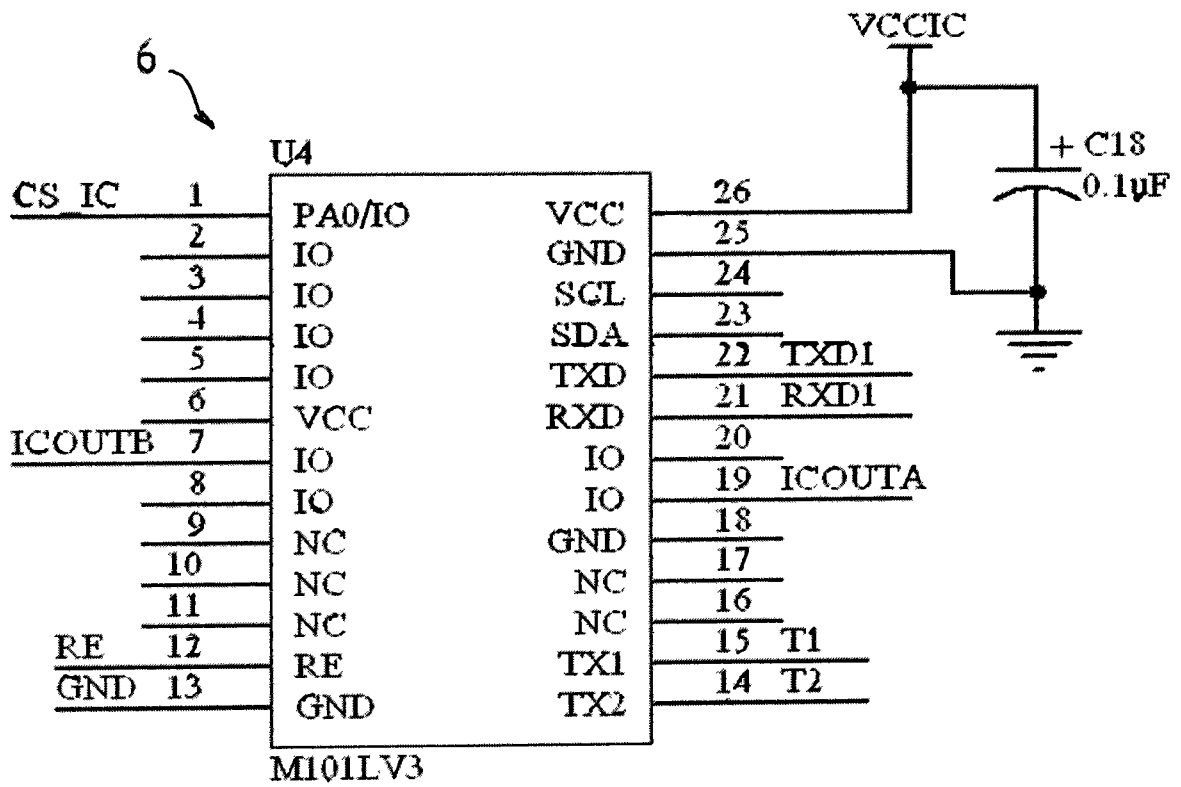 VCCIC
6
U4
+ C18
0.1µF
CS_IC 1 PA0/IO VCC 26
2 IO GND 25
3 IO SCL 24
4 IO SDA 23
5 IO TXD 22 TXD1
6 VCC RXD 21 RXD1
ICOUTB 7 IO IO 20
8 IO IO 19 ICOUTA
9 NC GND 18
10 NC NC 17
11 NC NC 16
RE 12 RE TX1 15 T1
GND 13 GND TX2 14 T2
M101LV3